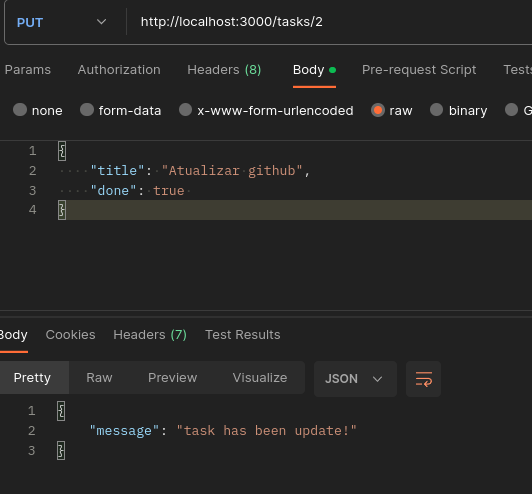 PUT http://localhost:3000/tasks/2
Params Authorization Headers (8) Body Pre-request Script Tests
none form-data x-www-form-urlencoded raw binary G
1 {
2 "title": "Atualizar github",
3 "done": true
4 }
Body Cookies Headers (7) Test Results
Pretty Raw Preview Visualize JSON
1 {
2 "message": "task has been update!"
3 }